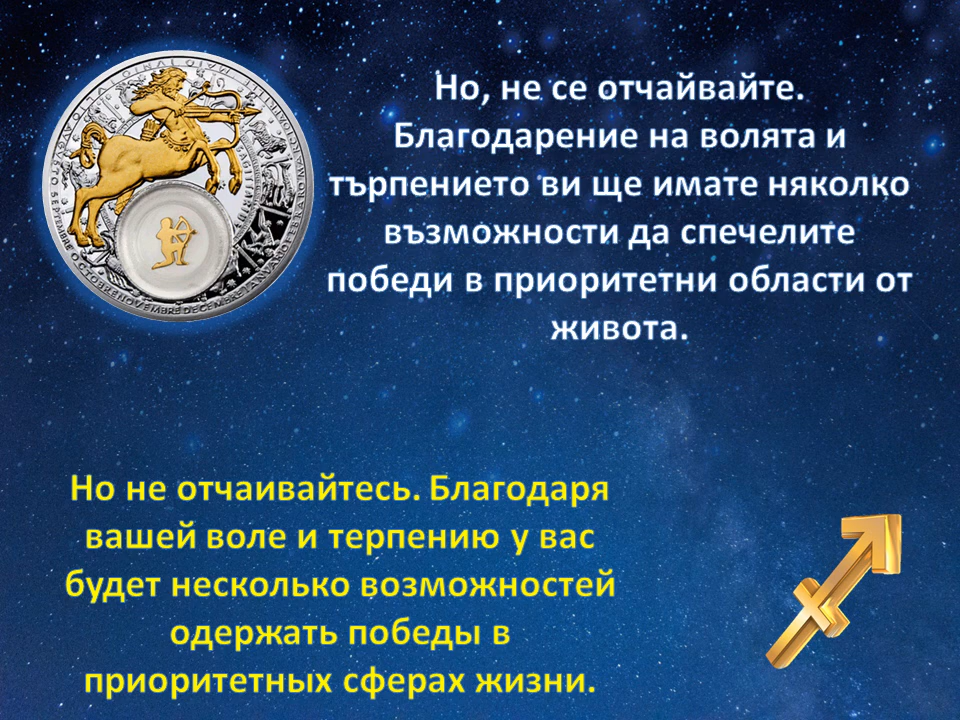 Но, не се отчайвайте.
Благодарение на волята и
търпението ви ще имате няколко
възможности да спечелите
победи в приоритетни области от
живота.
Но не отчаивайтесь. Благодаря
вашей воле и терпению у вас
будет несколько возможностей
одержать победы в
приоритетных сферах жизни.